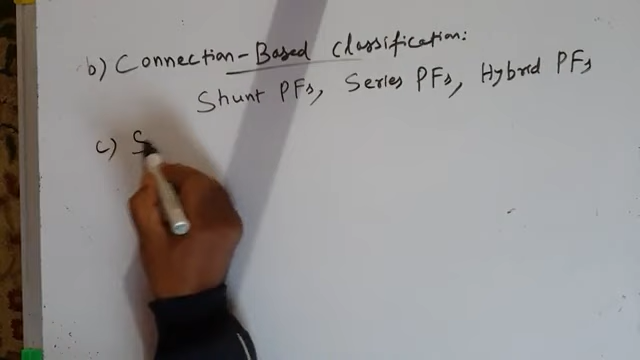 b) Connection-Based Classification:
Shunt PFs, Series PFs, Hybrid PFs
c) S